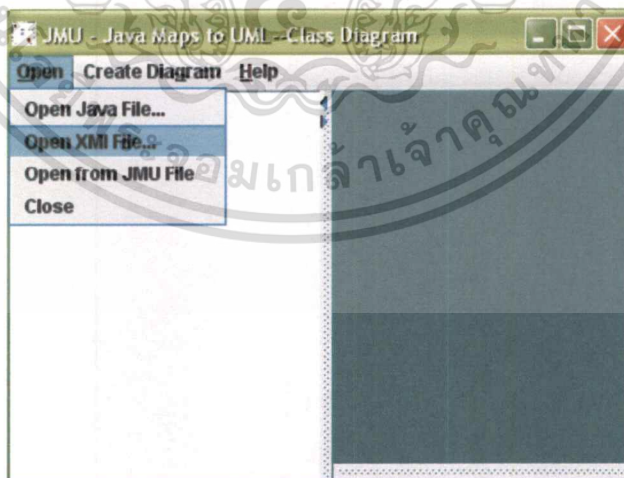 JMU - Java Maps to UML--Class Diagram
Open Create Diagram Help
Open Java File...
Open XMI File...
Open from JMU File
Close